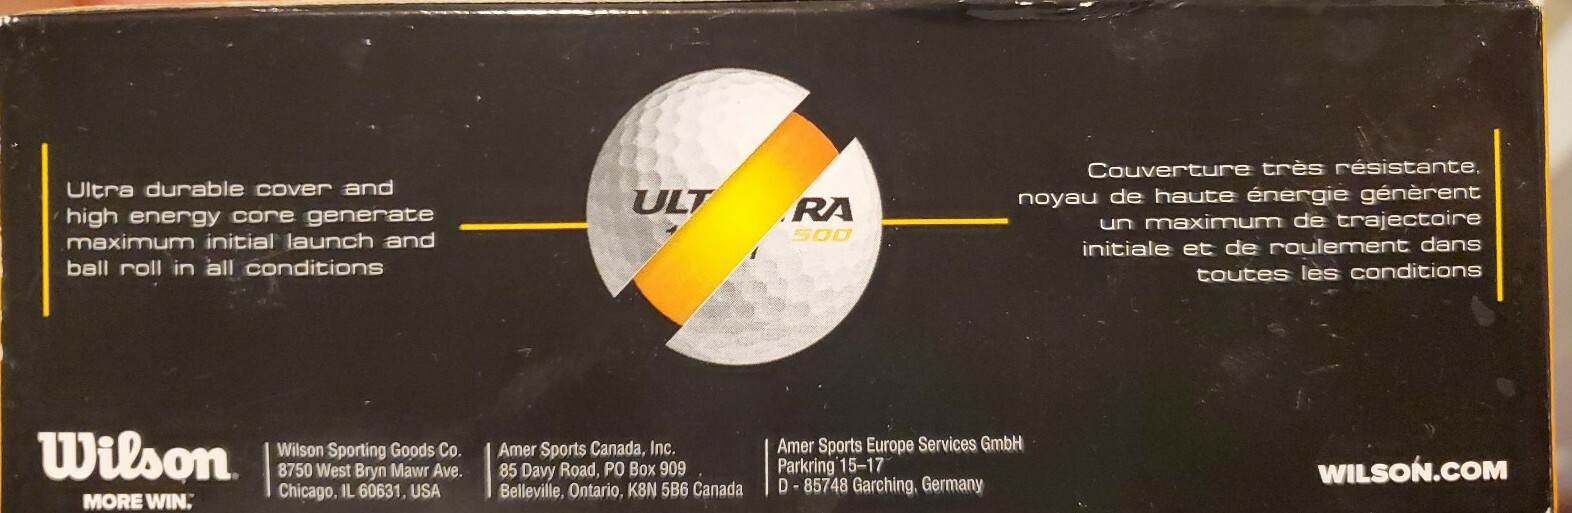 Ultra durable cover and
high energy core generate
maximum initial launch and
ball roll in all conditions
ULT RA
500
Couverture très résistante,
noyau de haute énergie génèrent
un maximum de trajectoire
initiale et de roulement dans
toutes les conditions
Wilson
MORE WIN.™
Wilson Sporting Goods Co.
8750 West Bryn Mawr Ave.
Chicago, IL 60631, USA
Amer Sports Canada, Inc.
85 Davy Road, PO Box 909
Belleville, Ontario, K8N 5B6 Canada
Amer Sports Europe Services GmbH
Parkring 15–17
D - 85748 Garching, Germany
WILSON.COM